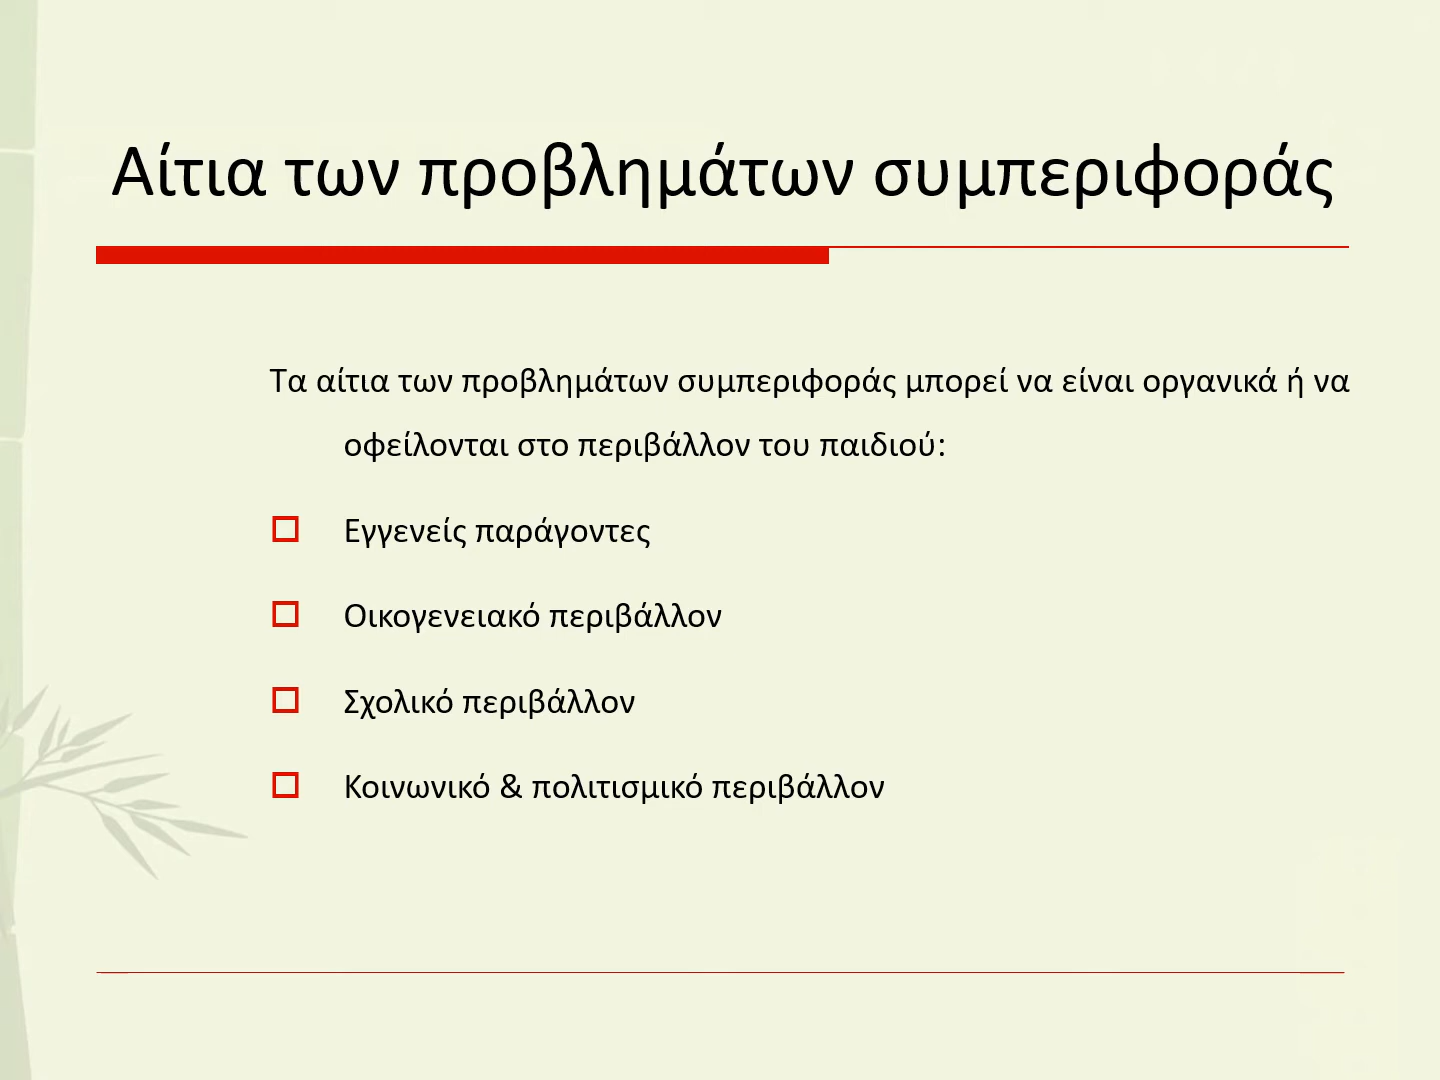 Αίτια των προβλημάτων συμπεριφοράς
Τα αίτια των προβλημάτων συμπεριφοράς μπορεί να είναι οργανικά ή να
οφείλονται στο περιβάλλον του παιδιού:
Εγγενείς παράγοντες
Οικογενειακό περιβάλλον
Σχολικό περιβάλλον
Κοινωνικό & πολιτισμικό περιβάλλον